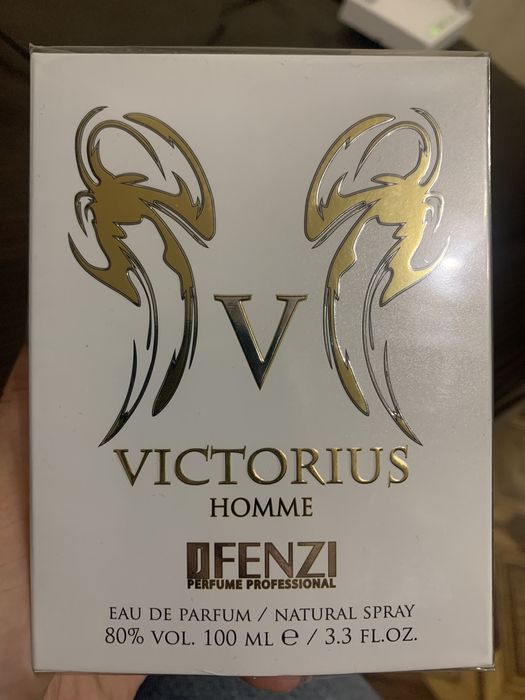 V
VICTORIUS
HOMME
JFENZI
PERFUME PROFESSIONAL
EAU DE PARFUM / NATURAL SPRAY
80% VOL. 100 ML ℮ / 3.3 FL.OZ.